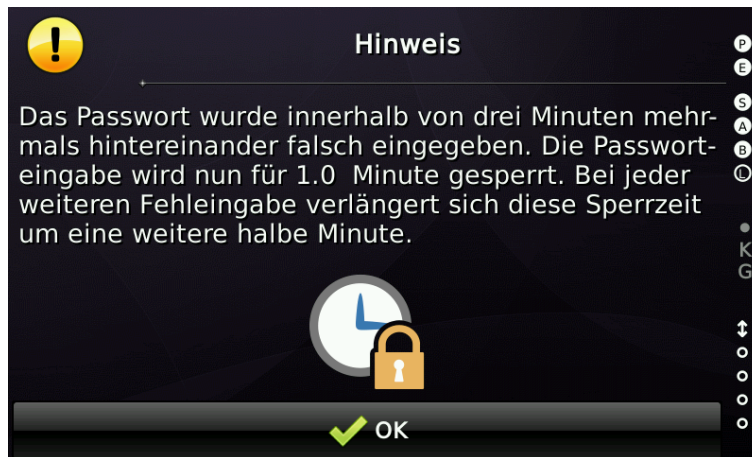 Hinweis
Das Passwort wurde innerhalb von drei Minuten mehr-
mals hintereinander falsch eingegeben. Die Passwort-
eingabe wird nun für 1.0  Minute gesperrt. Bei jeder
weiteren Fehleingabe verlängert sich diese Sperrzeit
um eine weitere halbe Minute.
OK
P
E
S
A
B
L
K
G